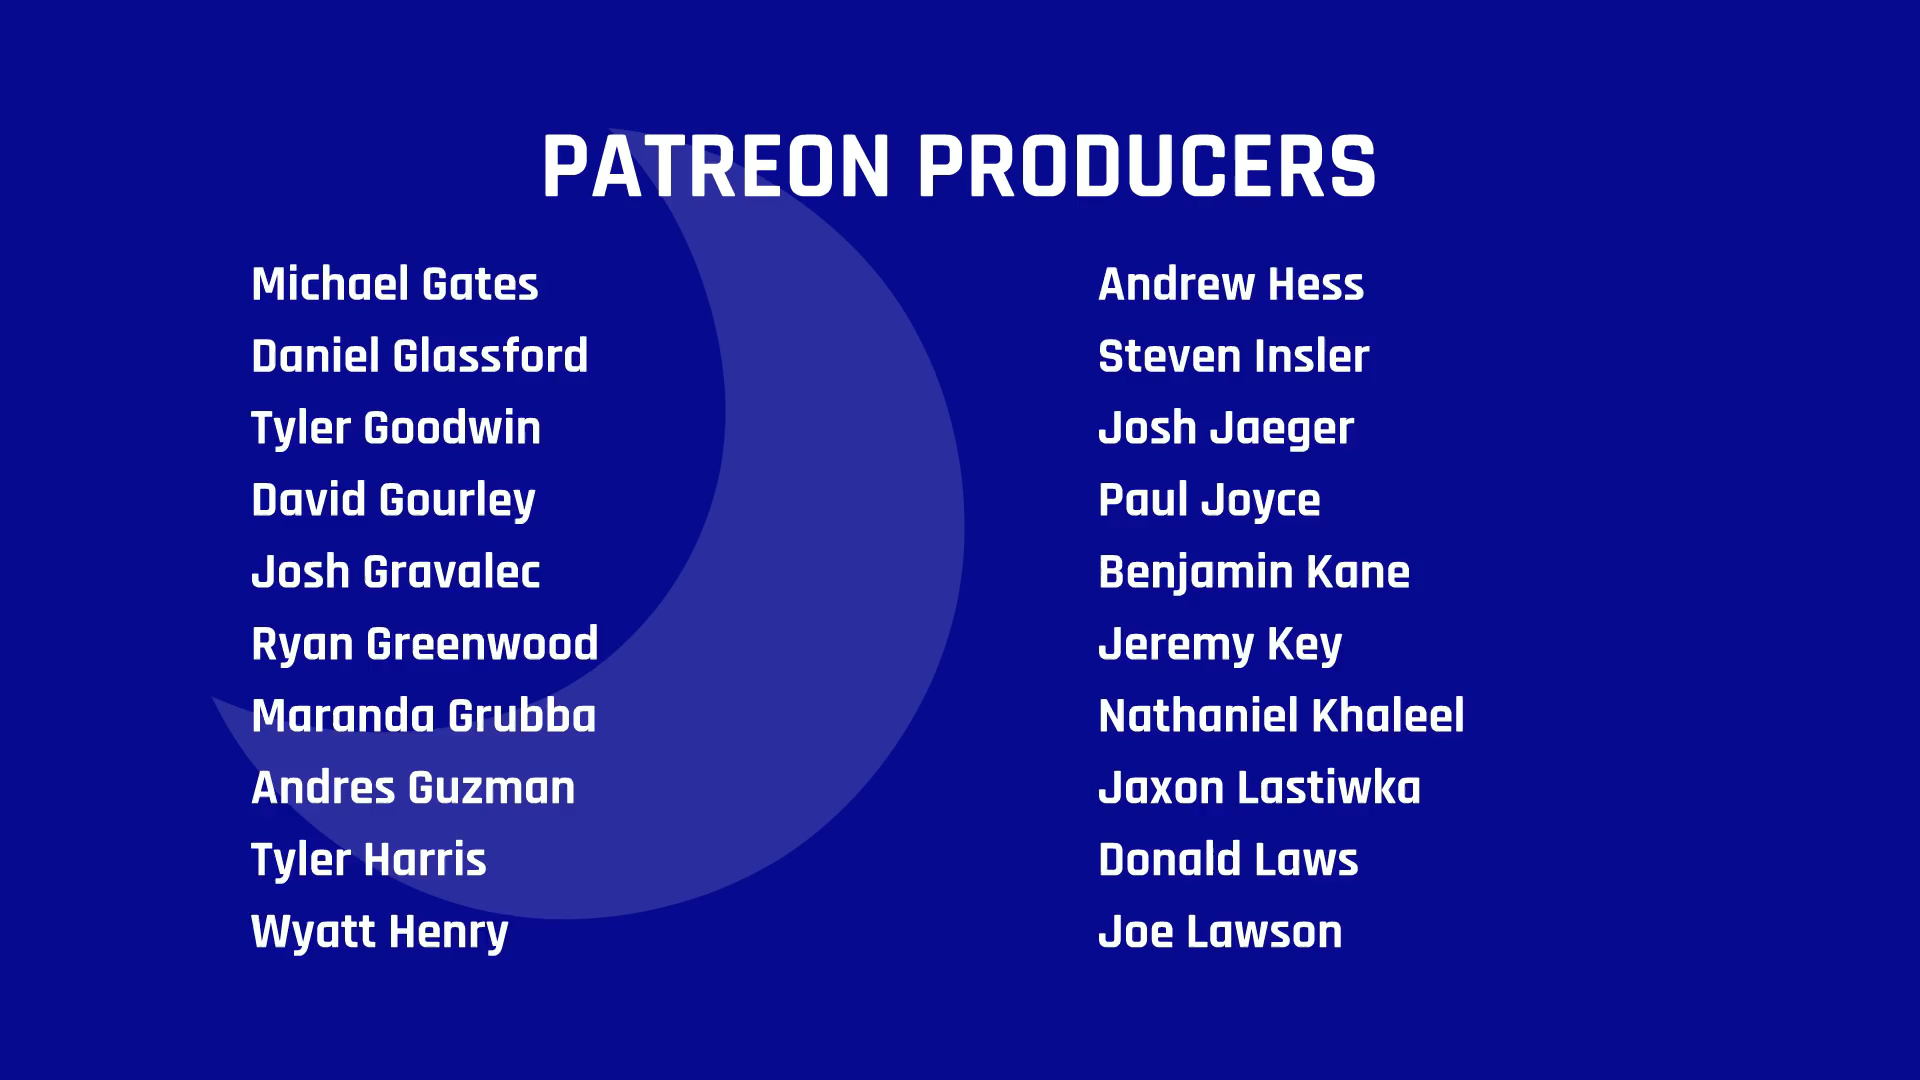 PATREON PRODUCERS
Michael Gates
Daniel Glassford
Tyler Goodwin
David Gourley
Josh Gravalec
Ryan Greenwood
Maranda Grubba
Andres Guzman
Tyler Harris
Wyatt Henry
Andrew Hess
Steven Insler
Josh Jaeger
Paul Joyce
Benjamin Kane
Jeremy Key
Nathaniel Khaleel
Jaxon Lastiwka
Donald Laws
Joe Lawson